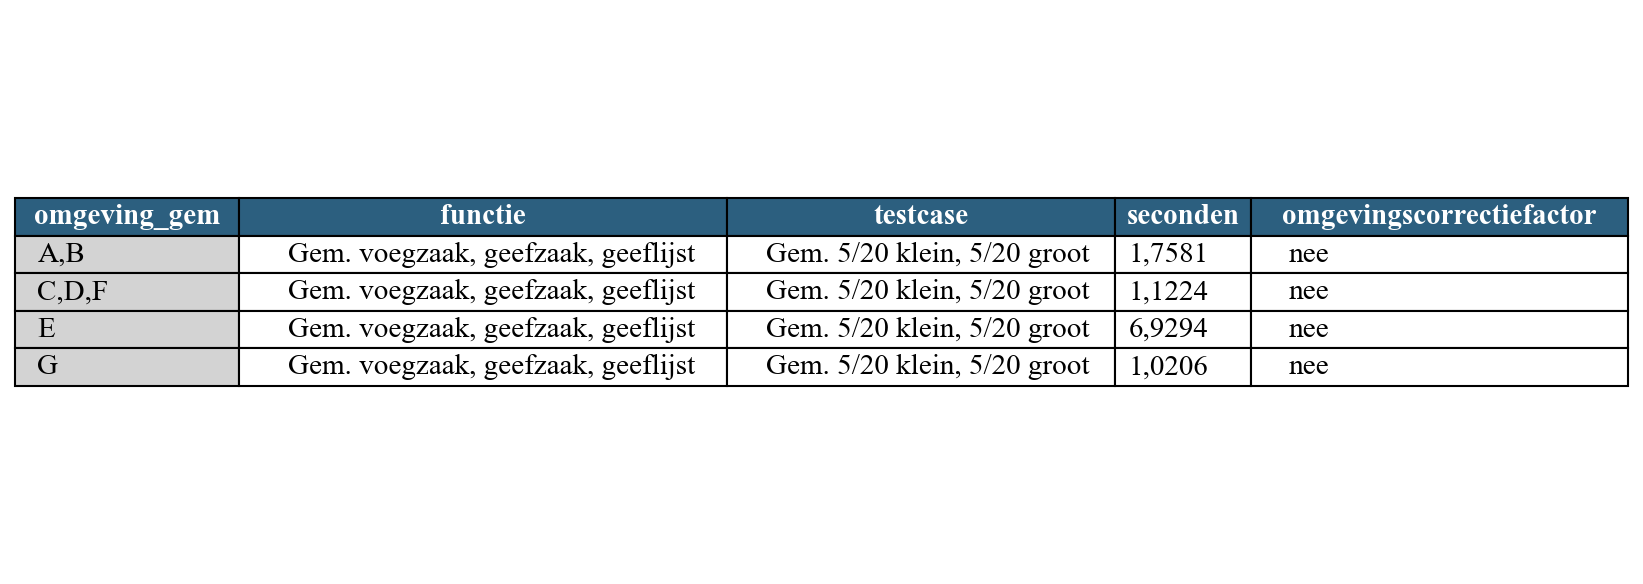 omgeving_gem functie testcase seconden omgevingscorrectiefactor
A,B Gem. voegzaak, geefzaak, geeflijst Gem. 5/20 klein, 5/20 groot 1,7581 nee
C,D,F Gem. voegzaak, geefzaak, geeflijst Gem. 5/20 klein, 5/20 groot 1,1224 nee
E Gem. voegzaak, geefzaak, geeflijst Gem. 5/20 klein, 5/20 groot 6,9294 nee
G Gem. voegzaak, geefzaak, geeflijst Gem. 5/20 klein, 5/20 groot 1,0206 nee